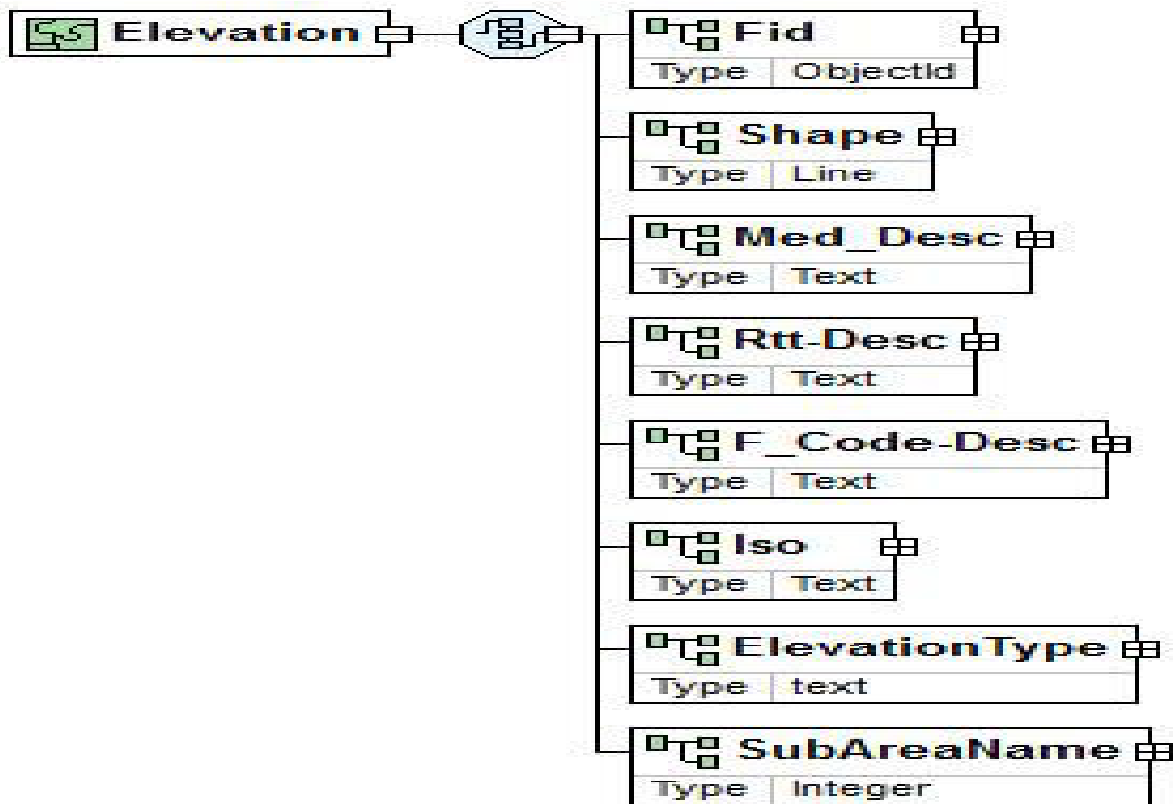 Elevation
Fid
Type ObjectId
Shape
Type Line
Med_Desc
Type Text
Rtt-Desc
Type Text
F_Code-Desc
Type Text
Iso
Type Text
ElevationType
Type text
SubAreaName
Type Integer